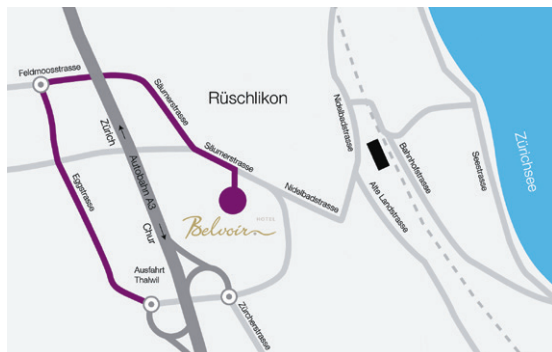 Feldmoosstrasse
Säumerstrasse
Zürich
Rüschlikon
Nidelbadstrasse
Zürichsee
Autobahn A3
Säumerstrasse
Bahnhofstrasse
Seestrasse
Eggstrasse
Nidelbadstrasse
Alte Landstrasse
HOTEL
Belvoir
Chur
Ausfahrt
Thalwil
Zürcherstrasse